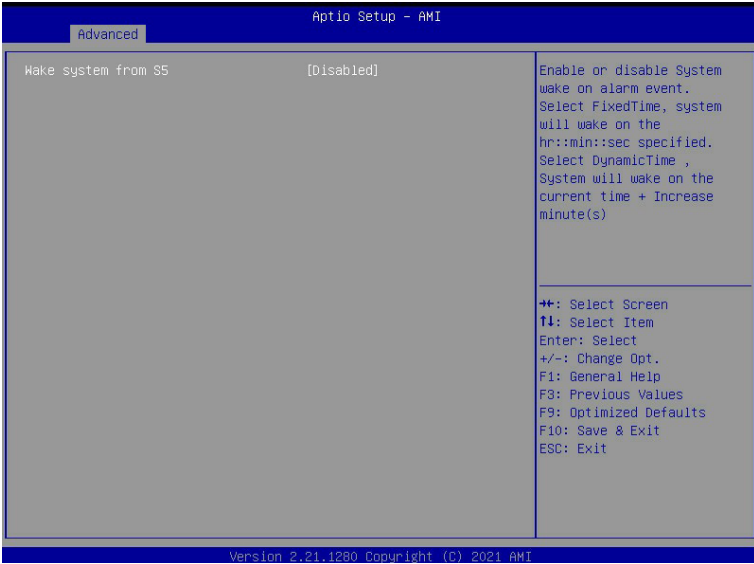 Aptio Setup – AMI
Advanced
Wake system from S5 [Disabled]
Enable or disable System
wake on alarm event.
Select FixedTime, system
will wake on the
hr::min::sec specified.
Select DynamicTime ,
System will wake on the
current time + Increase
minute(s)
→←: Select Screen
↑↓: Select Item
Enter: Select
+/-: Change Opt.
F1: General Help
F3: Previous Values
F9: Optimized Defaults
F10: Save & Exit
ESC: Exit
Version 2.21.1280 Copyright (C) 2021 AMI